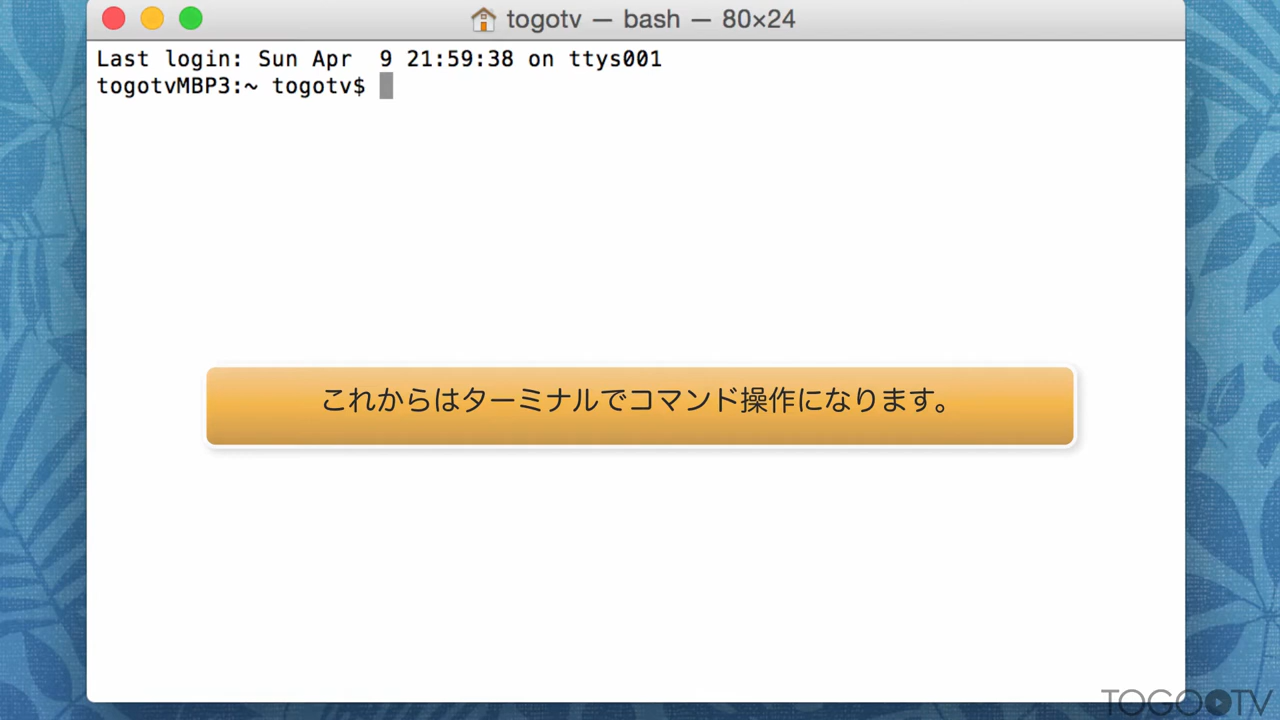 togotv — bash — 80×24
Last login: Sun Apr  9 21:59:38 on ttys001
togotvMBP3:~ togotv$
これからはターミナルでコマンド操作になります。
TOGOTV